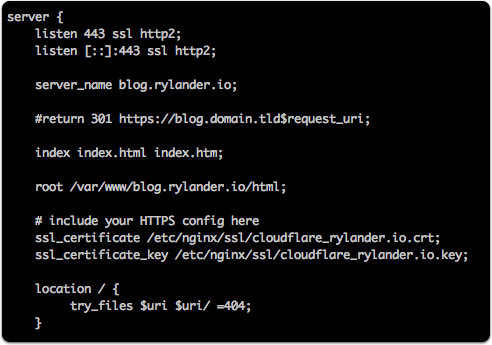 server {
    listen 443 ssl http2;
    listen [::]:443 ssl http2;

    server_name blog.rylander.io;

    #return 301 https://blog.domain.tld$request_uri;

    index index.html index.htm;

    root /var/www/blog.rylander.io/html;

    # include your HTTPS config here
    ssl_certificate /etc/nginx/ssl/cloudflare_rylander.io.crt;
    ssl_certificate_key /etc/nginx/ssl/cloudflare_rylander.io.key;

    location / {
         try_files $uri $uri/ =404;
    }